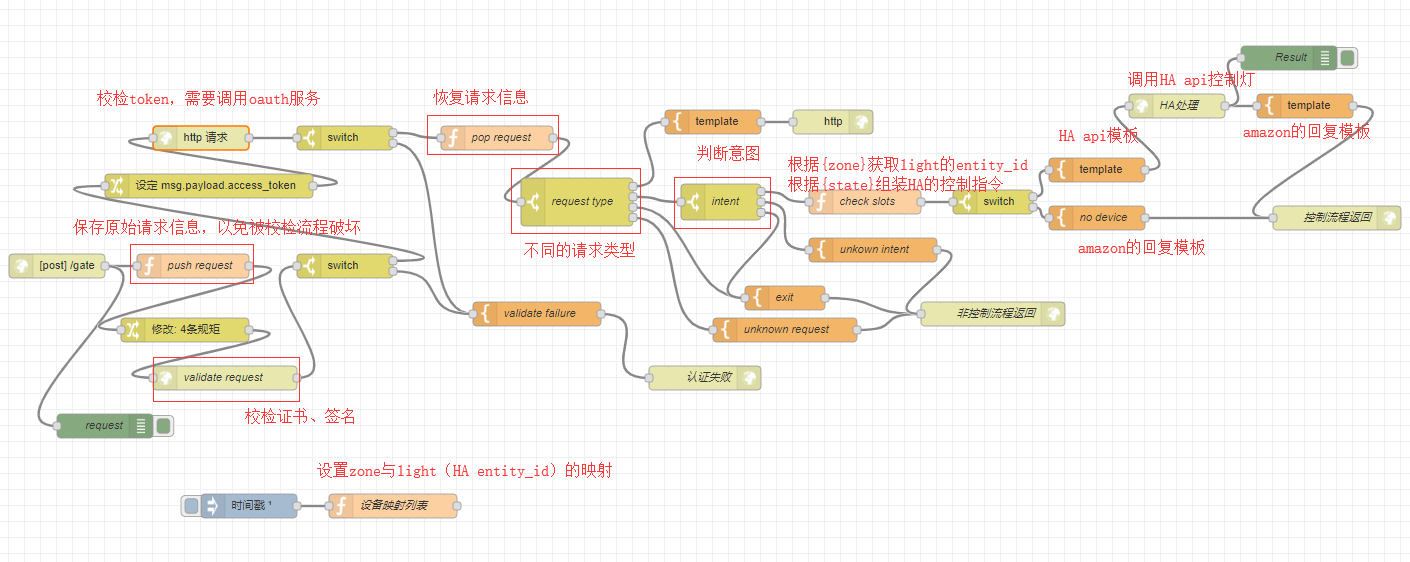 Result
调用HA api控制灯
校检token，需要调用oauth服务
恢复请求信息
HA处理
template
http 请求
switch
pop request
template
http
HA api模板
amazon的回复模板
判断意图
根据{zone}获取light的entity_id
根据{state}组装HA的控制指令
template
设定 msg.payload.access_token
request type
intent
check slots
switch
no device
控制流程返回
保存原始请求信息，以免被校检流程破坏
不同的请求类型
unkown intent
amazon的回复模板
[post] /gate
push request
switch
exit
validate failure
非控制流程返回
修改: 4条规矩
unknown request
validate request
认证失败
校检证书、签名
request
设置zone与light（HA entity_id）的映射
时间戳 ¹
设备映射列表